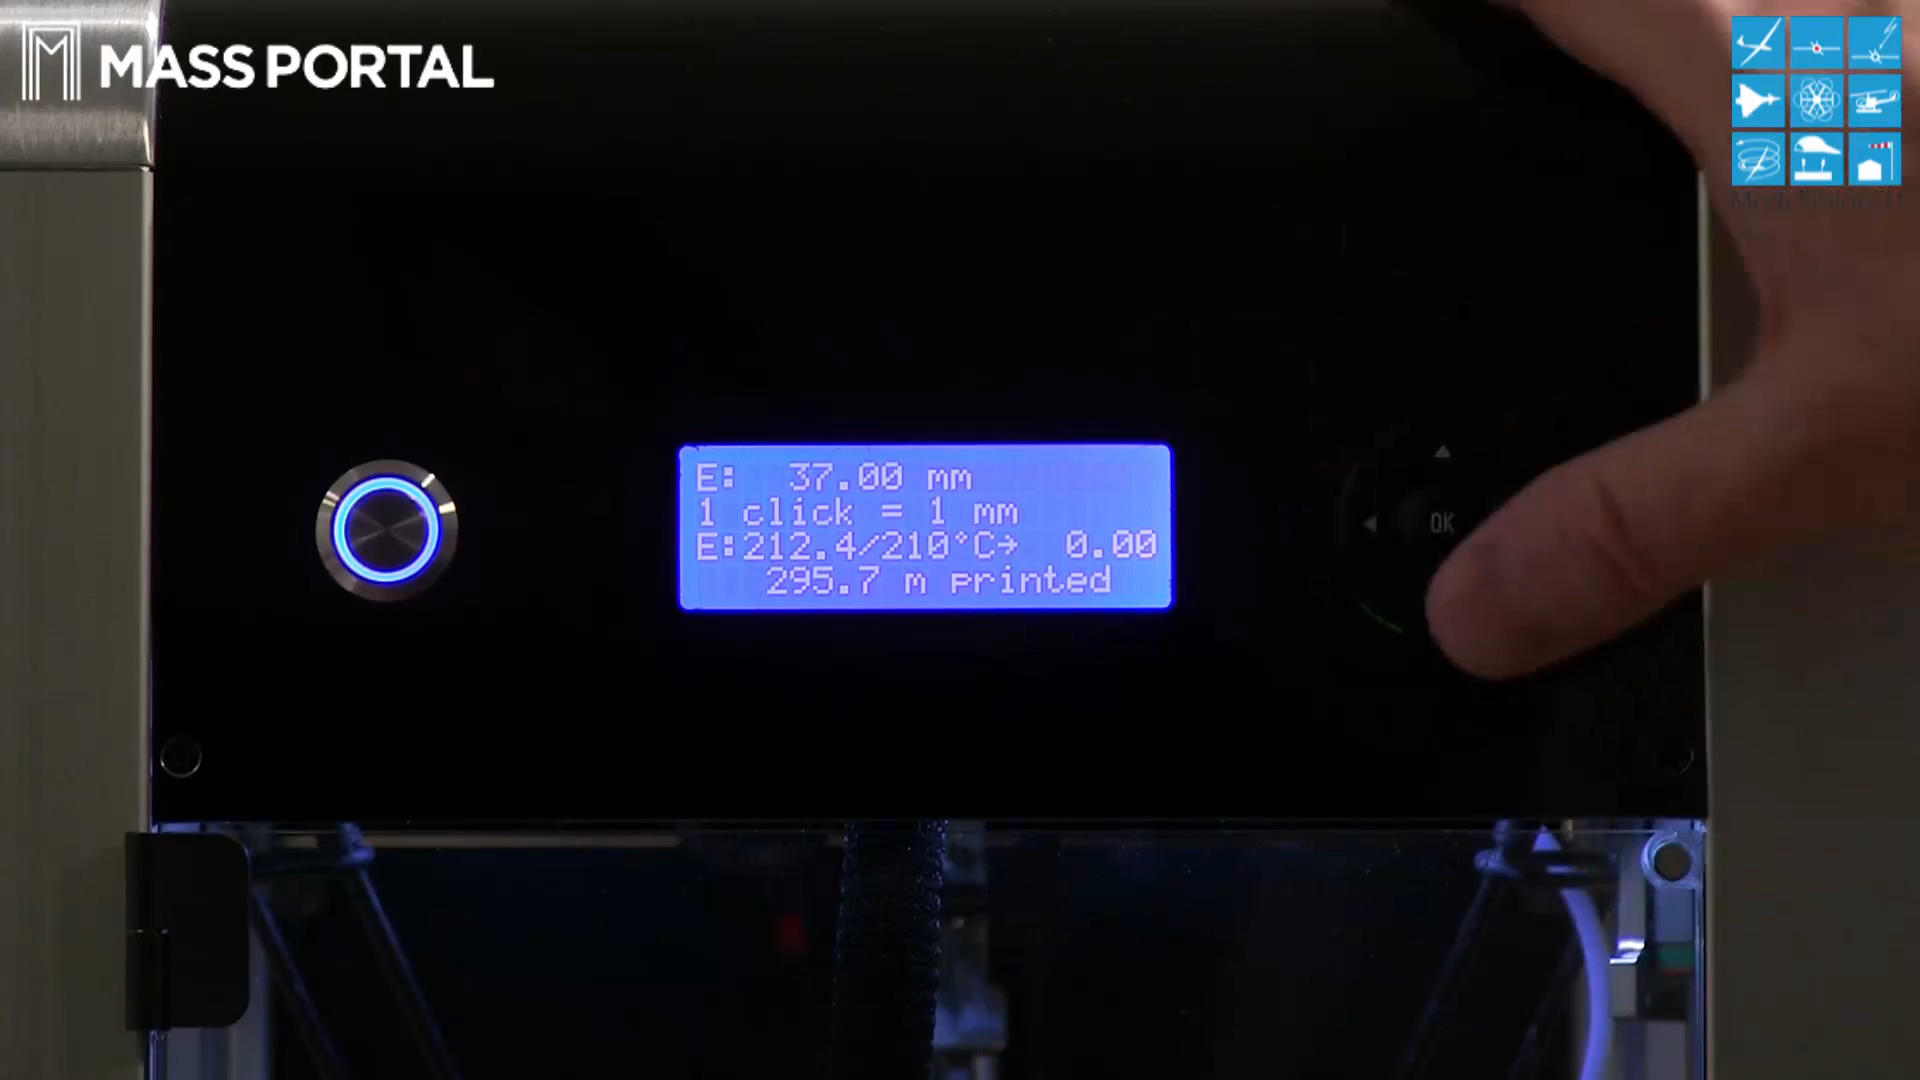 MASS PORTAL
E: 37.00 mm
1 click = 1 mm
E:212.4/210°C→ 0.00
295.7 m printed
OK